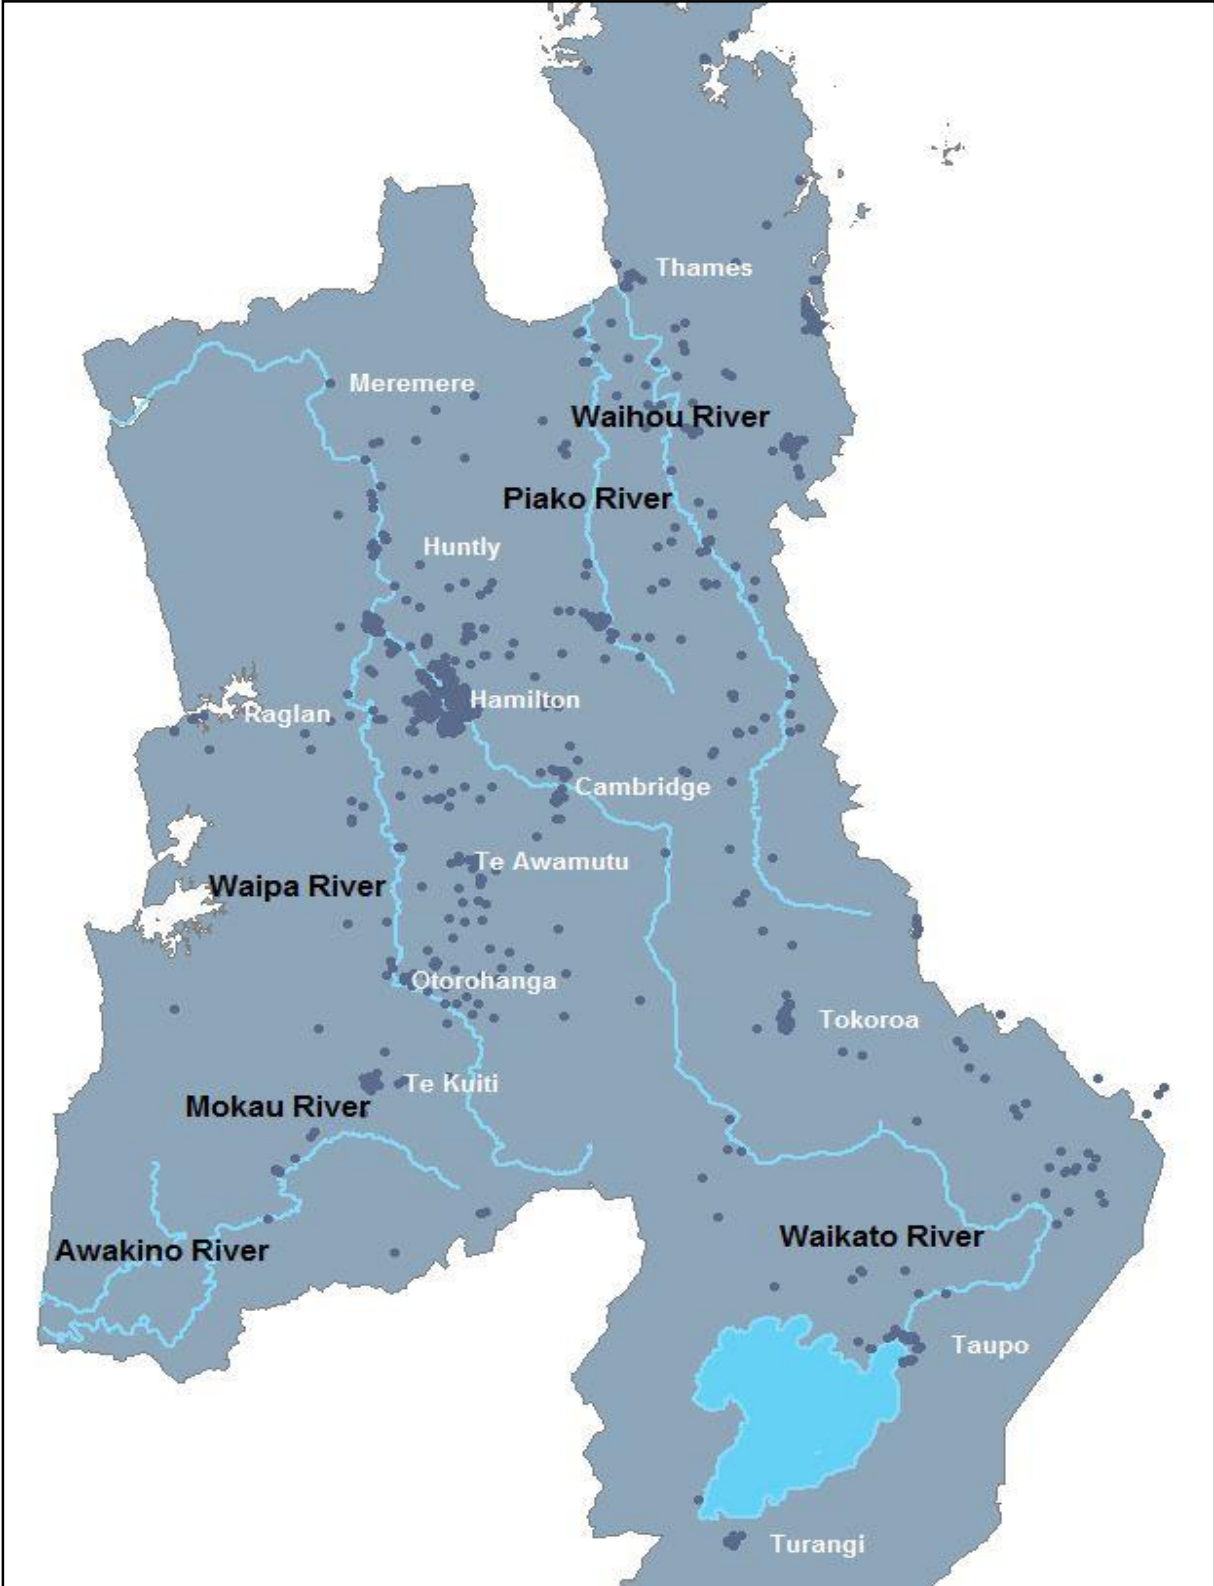 Thames
Meremere
Waihou River
Piako River
Huntly
Hamilton
Raglan
Cambridge
Te Awamutu
Waipa River
Otorohanga
Tokoroa
Te Kuiti
Mokau River
Waikato River
Awakino River
Taupo
Turangi